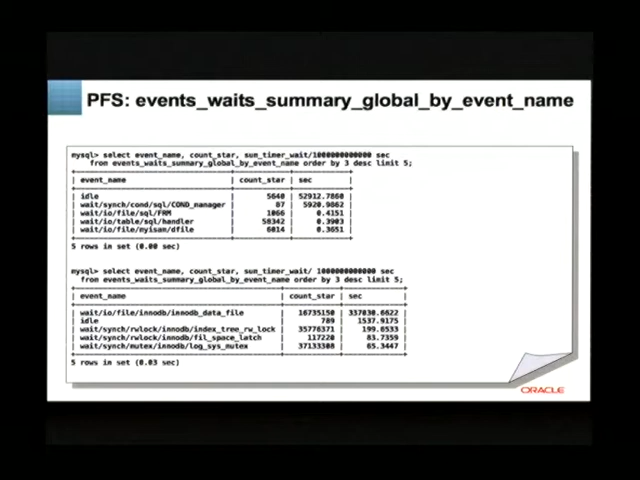 PFS: events_waits_summary_global_by_event_name
mysql> select event_name, count_star, sum_timer_wait/1000000000000 sec
from events_waits_summary_global_by_event_name order by 3 desc limit 5;
| event_name | count_star | sec |
| idle | 5640 | 52912.7860 |
| wait/synch/cond/sql/COND_manager | 87 | 5920.9862 |
| wait/io/file/sql/FRM | 1066 | 0.4151 |
| wait/io/table/sql/handler | 58342 | 0.3903 |
| wait/io/file/myisam/dfile | 6014 | 0.3651 |
5 rows in set (0.00 sec)
mysql> select event_name, count_star, sum_timer_wait/ 1000000000000 sec
from events_waits_summary_global_by_event_name order by 3 desc limit 5;
| event_name | count_star | sec |
| wait/io/file/innodb/innodb_data_file | 16735150 | 337030.6622 |
| idle | 789 | 1537.9175 |
| wait/synch/rwlock/innodb/index_tree_rw_lock | 35776371 | 199.6533 |
| wait/synch/rwlock/innodb/fil_space_latch | 117220 | 83.7359 |
| wait/synch/mutex/innodb/log_sys_mutex | 37133308 | 65.3447 |
5 rows in set (0.03 sec)
ORACLE